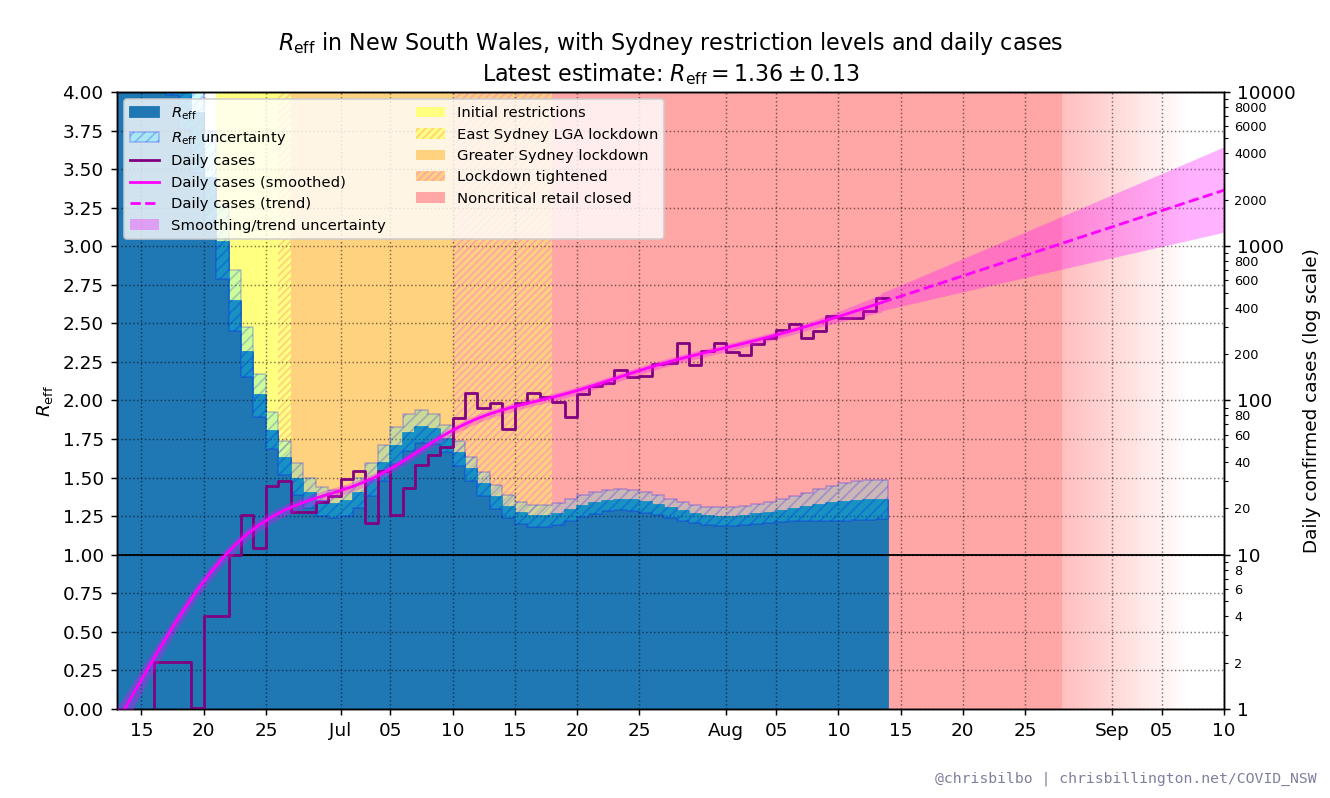 R_eff in New South Wales, with Sydney restriction levels and daily cases
Latest estimate: R_eff = 1.36 ± 0.13
R_eff
R_eff uncertainty
Daily cases
Daily cases (smoothed)
Daily cases (trend)
Smoothing/trend uncertainty
Initial restrictions
East Sydney LGA lockdown
Greater Sydney lockdown
Lockdown tightened
Noncritical retail closed
R_eff
4.00
3.75
3.50
3.25
3.00
2.75
2.50
2.25
2.00
1.75
1.50
1.25
1.00
0.75
0.50
0.25
0.00
10000
8000
6000
4000
2000
1000
800
600
400
200
100
80
60
40
20
10
8
6
4
2
1
Daily confirmed cases (log scale)
15 20 25 Jul 05 10 15 20 25 Aug 05 10 15 20 25 Sep 05 10
@chrisbilbo | chrisbillington.net/COVID_NSW